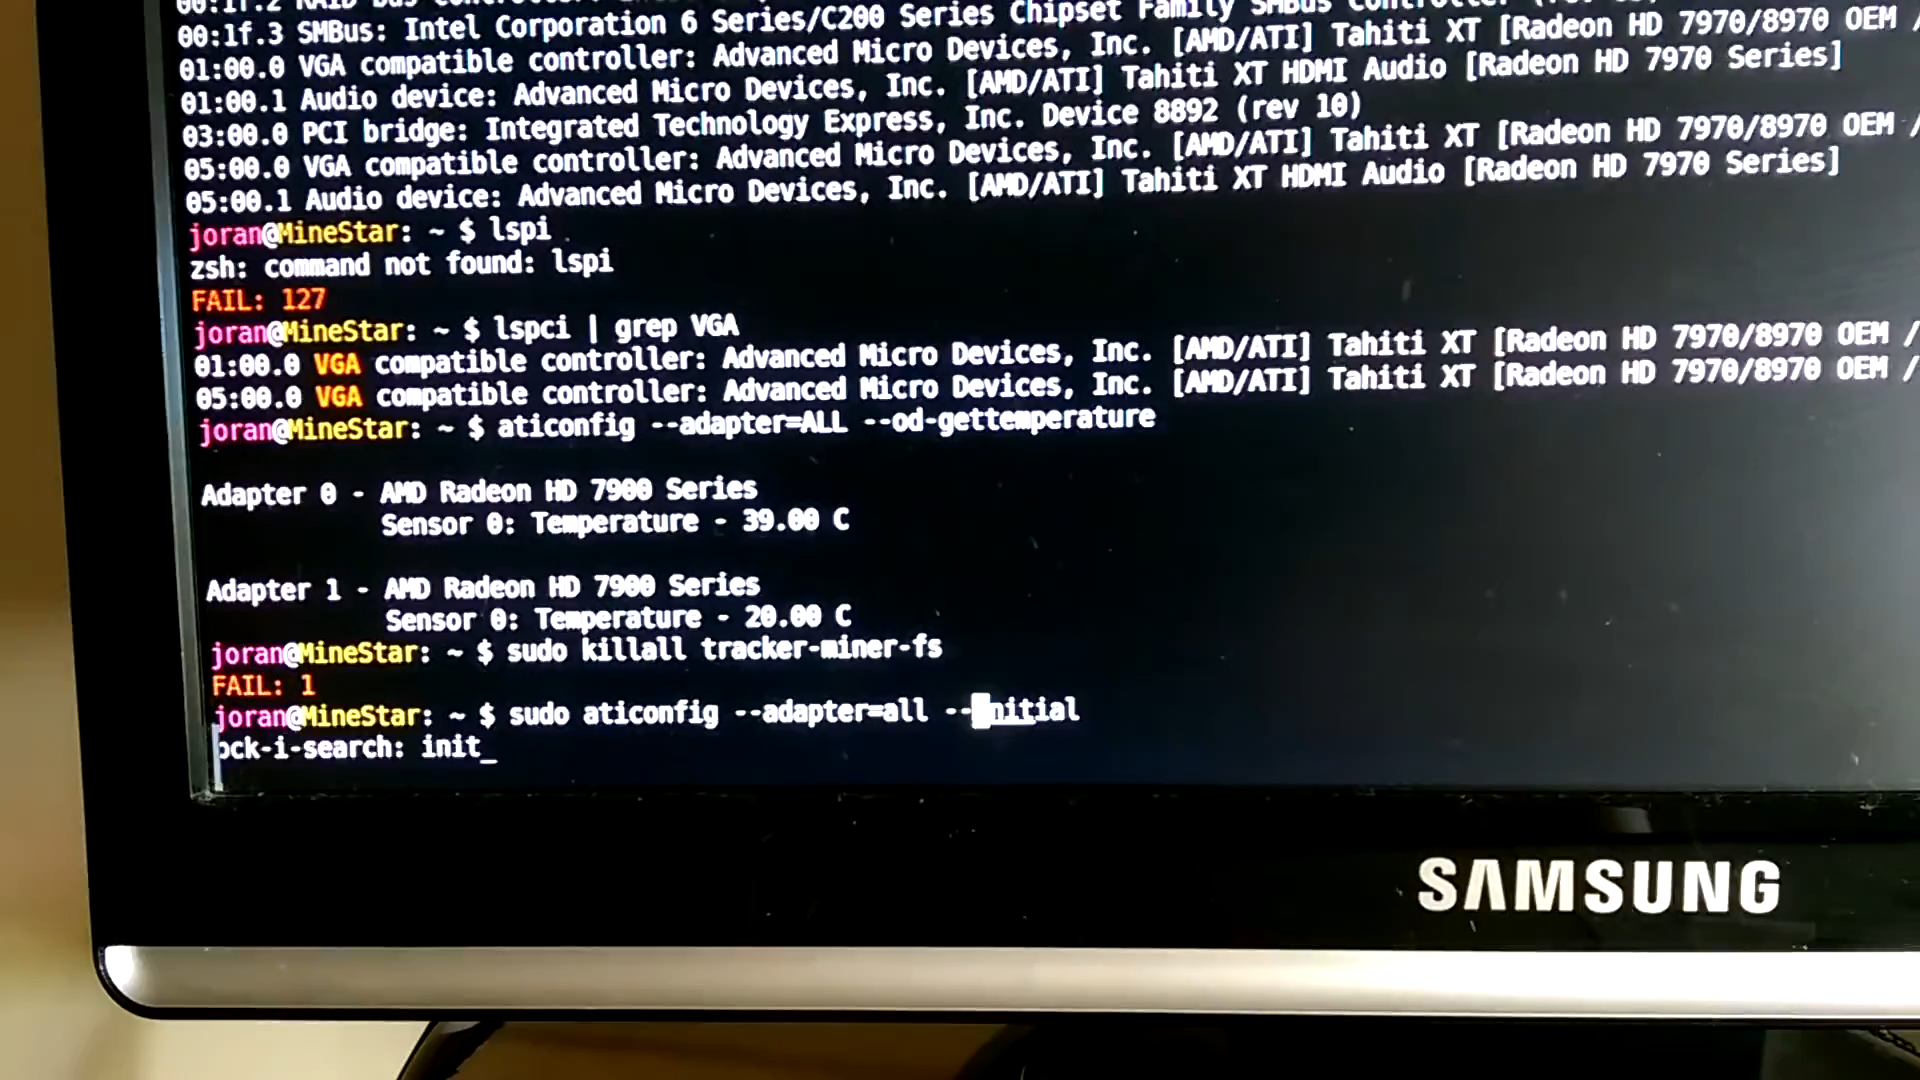 00:1f.2 RAID bus
00:1f.3 SMBus: Intel Corporation 6 Series/C200 Series Chipset Family SMBus
01:00.0 VGA compatible controller: Advanced Micro Devices, Inc. [AMD/ATI] Tahiti XT [Radeon HD 7970/8970 OEM /
01:00.1 Audio device: Advanced Micro Devices, Inc. [AMD/ATI] Tahiti XT HDMI Audio [Radeon HD 7970 Series]
03:00.0 PCI bridge: Integrated Technology Express, Inc. Device 8892 (rev 10)
05:00.0 VGA compatible controller: Advanced Micro Devices, Inc. [AMD/ATI] Tahiti XT [Radeon HD 7970/8970 OEM /
05:00.1 Audio device: Advanced Micro Devices, Inc. [AMD/ATI] Tahiti XT HDMI Audio [Radeon HD 7970 Series]
joran@MineStar: ~ $ lspi
zsh: command not found: lspi
FAIL: 127
joran@MineStar: ~ $ lspci | grep VGA
01:00.0 VGA compatible controller: Advanced Micro Devices, Inc. [AMD/ATI] Tahiti XT [Radeon HD 7970/8970 OEM /
05:00.0 VGA compatible controller: Advanced Micro Devices, Inc. [AMD/ATI] Tahiti XT [Radeon HD 7970/8970 OEM /
joran@MineStar: ~ $ aticonfig --adapter=ALL --od-gettemperature
Adapter 0 - AMD Radeon HD 7900 Series
Sensor 0: Temperature - 39.00 C
Adapter 1 - AMD Radeon HD 7900 Series
Sensor 0: Temperature - 20.00 C
joran@MineStar: ~ $ sudo killall tracker-miner-fs
FAIL: 1
joran@MineStar: ~ $ sudo aticonfig --adapter=all --initial
ock-i-search: init_
SAMSUNG